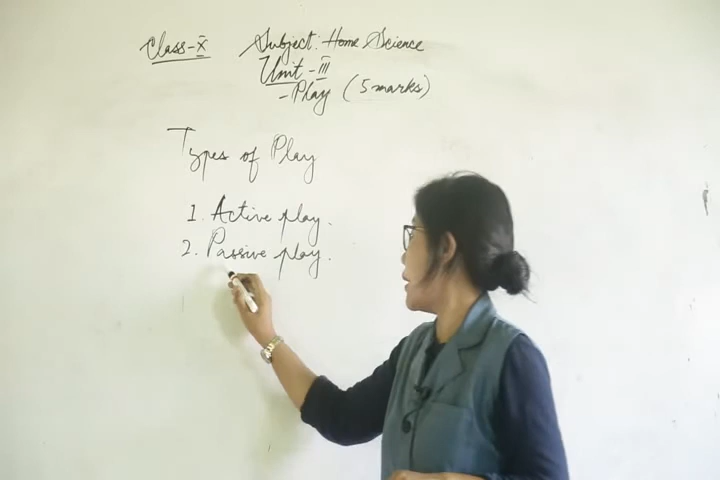 Class-X Subject: Home Science
Unit-III
-Play (5 marks)
Types of Play
1. Active play.
2. Passive play.